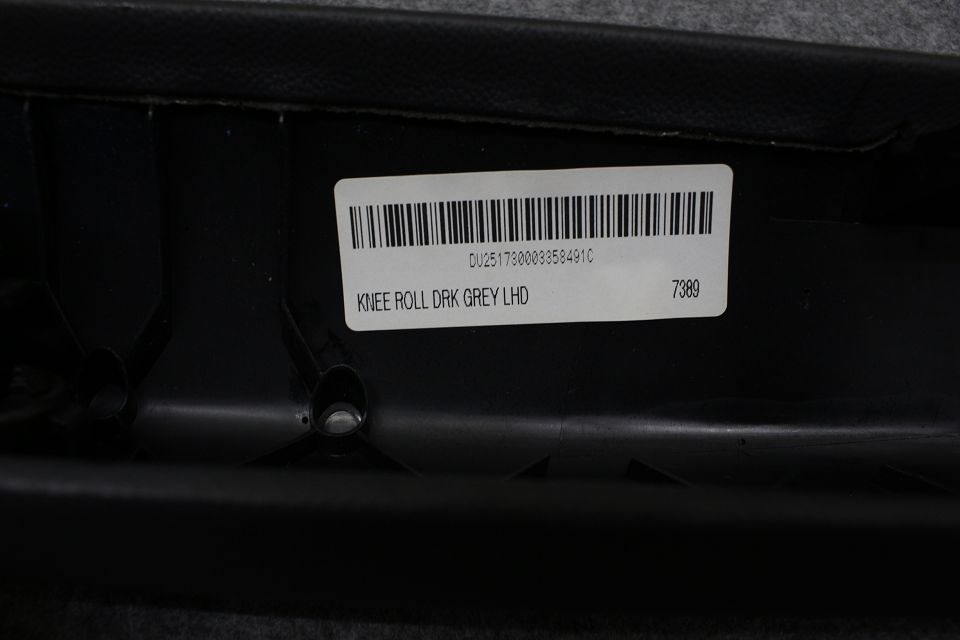 DU2517300033584910
KNEE ROLL DRK GREY LHD 7389